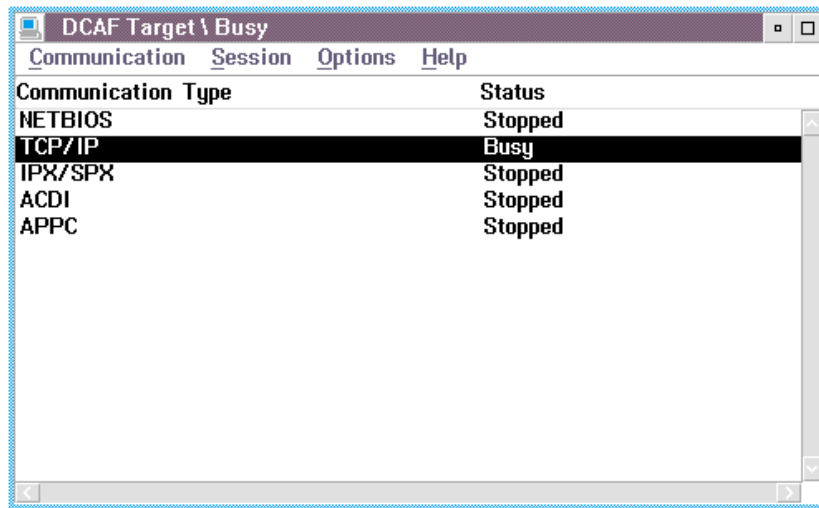 DCAF Target \ Busy
Communication Session Options Help
Communication Type Status
NETBIOS Stopped
TCP/IP Busy
IPX/SPX Stopped
ACDI Stopped
APPC Stopped